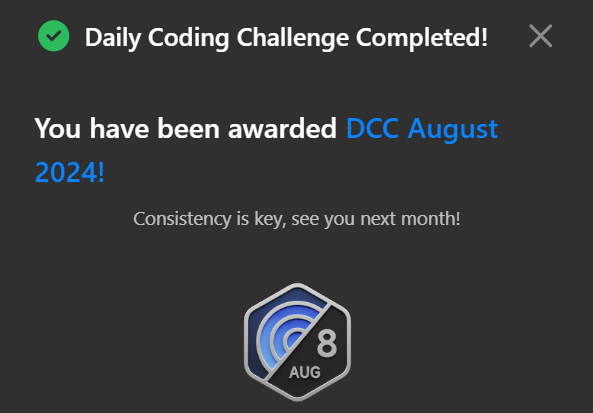 Daily Coding Challenge Completed!
You have been awarded DCC August
2024!
Consistency is key, see you next month!
8
AUG